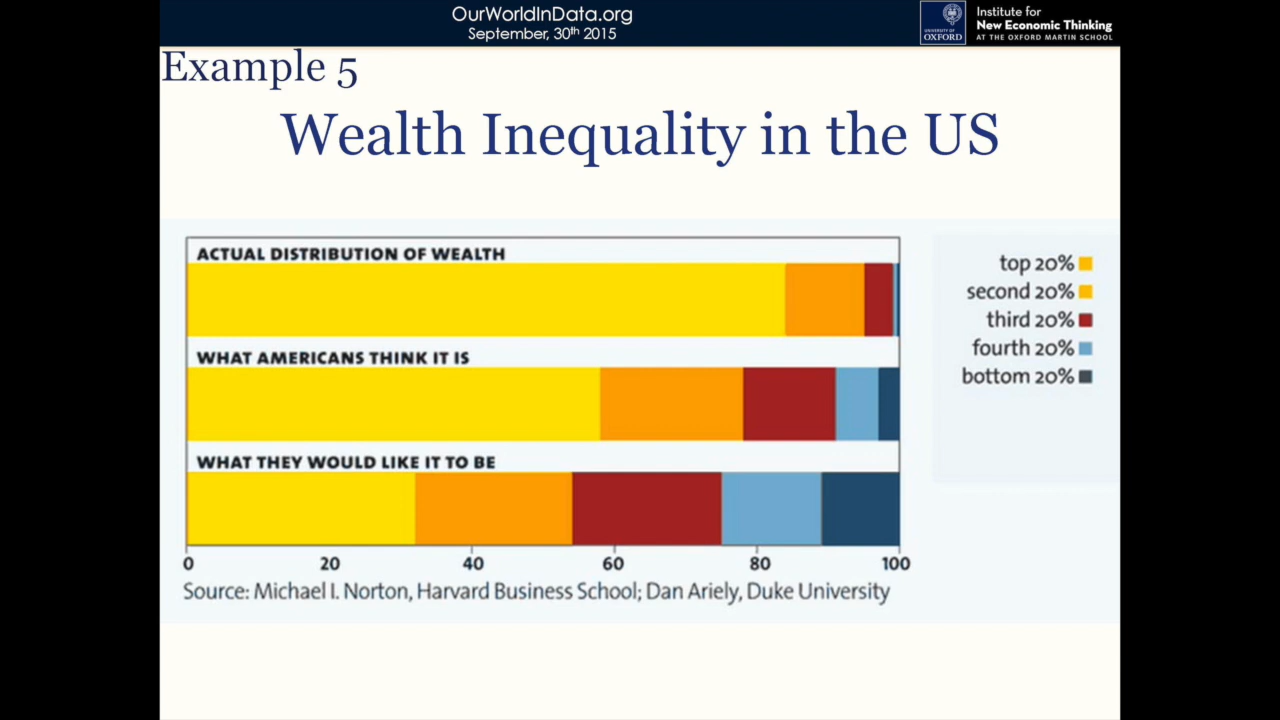 OurWorldInData.org
September, 30th 2015
UNIVERSITY OF
OXFORD
Institute for
New Economic Thinking
AT THE OXFORD MARTIN SCHOOL
Example 5
Wealth Inequality in the US
ACTUAL DISTRIBUTION OF WEALTH
WHAT AMERICANS THINK IT IS
WHAT THEY WOULD LIKE IT TO BE
0 20 40 60 80 100
Source: Michael I. Norton, Harvard Business School; Dan Ariely, Duke University
top 20%
second 20%
third 20%
fourth 20%
bottom 20%